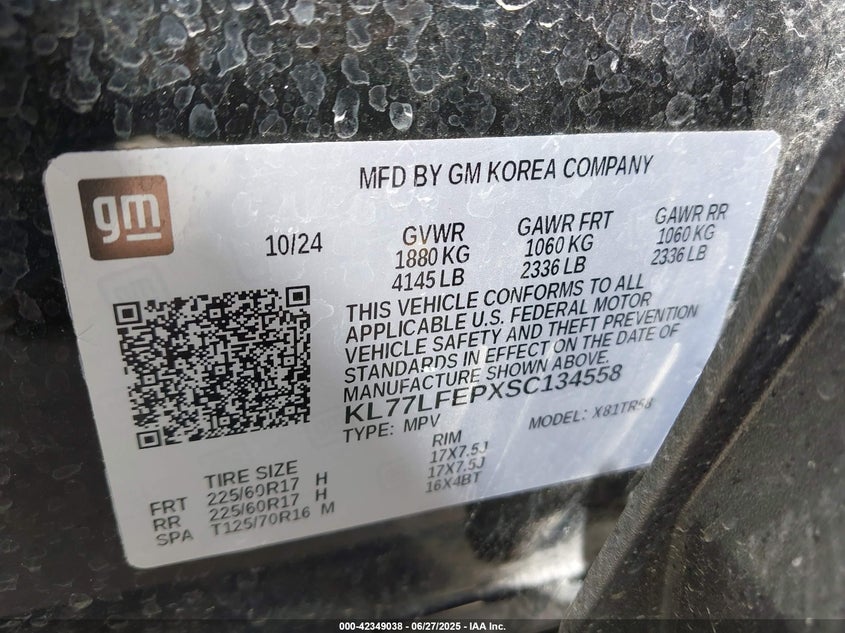 MFD BY GM KOREA COMPANY
gm
10/24
GVWR
1880 KG
4145 LB
GAWR FRT
1060 KG
2336 LB
GAWR RR
1060 KG
2336 LB
THIS VEHICLE CONFORMS TO ALL
APPLICABLE U.S. FEDERAL MOTOR
VEHICLE SAFETY AND THEFT PREVENTION
STANDARDS IN EFFECT ON THE DATE OF
MANUFACTURE SHOWN ABOVE.
KL77LFEPXSC134558
TYPE: MPV
MODEL: X81TR58
TIRE SIZE
FRT 225/60R17 H
RR 225/60R17 H
SPA T125/70R16 M
RIM
17X7.5J
17X7.5J
16X4BT
000-42349038 - 06/27/2025 - IAA Inc.